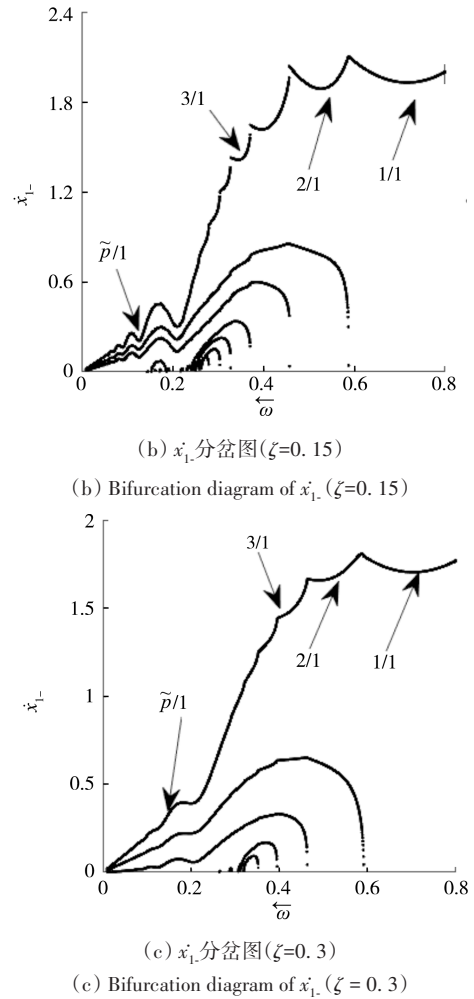 2.4
1.8
1.2
0.6
0
ẋ₁₋
3/1
p̃/1
2/1
1/1
0 0.2 0.4 0.6 0.8
ω
(b) ẋ₁₋分岔图(ζ=0. 15)
(b) Bifurcation diagram of ẋ₁₋ (ζ=0. 15)
2
1.5
1
0.5
0
ẋ₁₋
3/1
p̃/1
2/1
1/1
0 0.2 0.4 0.6 0.8
ω
(c) ẋ₁₋分岔图(ζ=0. 3)
(c) Bifurcation diagram of ẋ₁₋ (ζ = 0. 3)